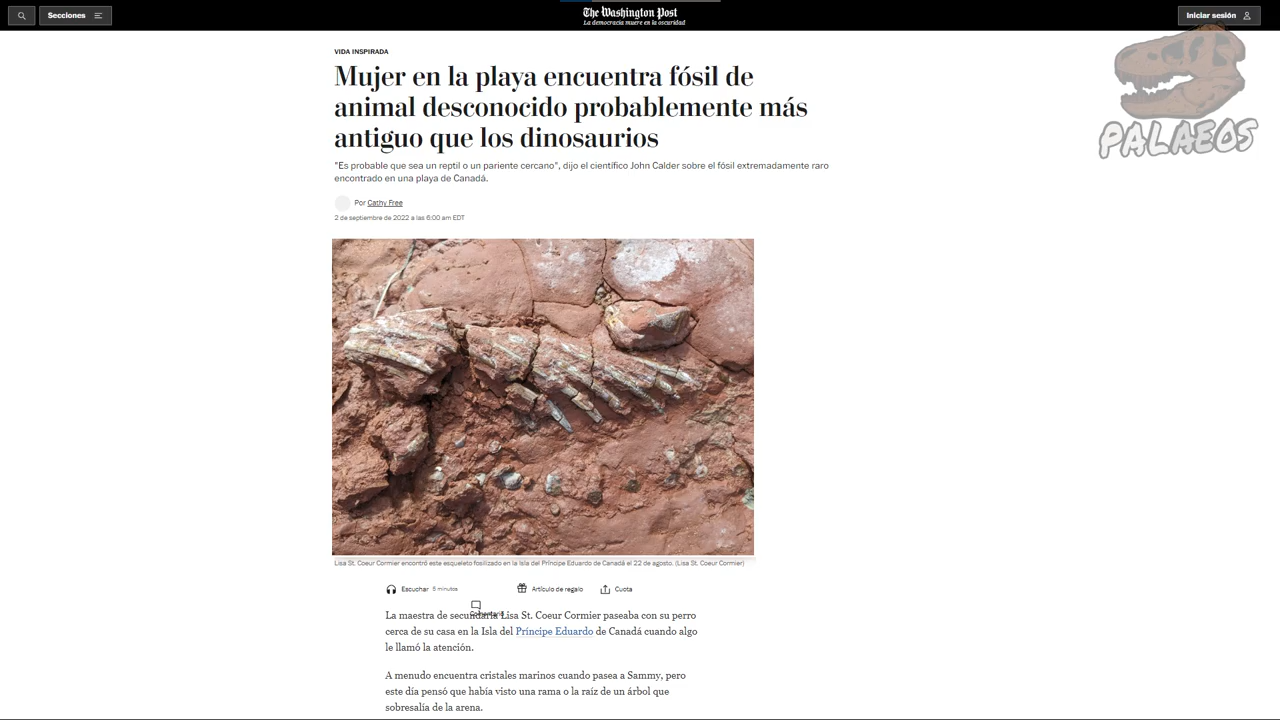 Secciones
The Washington Post
La democracia muere en la oscuridad
Iniciar sesión
PALAEOS
VIDA INSPIRADA
Mujer en la playa encuentra fósil de
animal desconocido probablemente más
antiguo que los dinosaurios
"Es probable que sea un reptil o un pariente cercano", dijo el científico John Calder sobre el fósil extremadamente raro
encontrado en una playa de Canadá.
Por Cathy Free
2 de septiembre de 2022 a las 6:00 am EDT
Lisa St. Coeur Cormier encontró este esqueleto fosilizado en la Isla del Príncipe Eduardo de Canadá el 22 de agosto. (Lisa St. Coeur Cormier)
Escuchar 6 minutos
Artículo de regalo
Cuota
La maestra de secundaria Lisa St. Coeur Cormier paseaba con su perro
cerca de su casa en la Isla del Príncipe Eduardo de Canadá cuando algo
le llamó la atención.
A menudo encuentra cristales marinos cuando pasea a Sammy, pero
este día pensó que había visto una rama o la raíz de un árbol que
sobresalía de la arena.